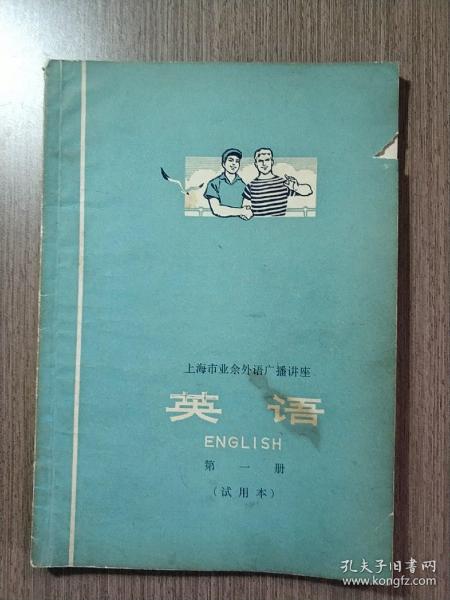 上海市业余外语广播讲座
英语
ENGLISH
第一册
(试用本)
孔夫子旧书网
www.kongfz.com